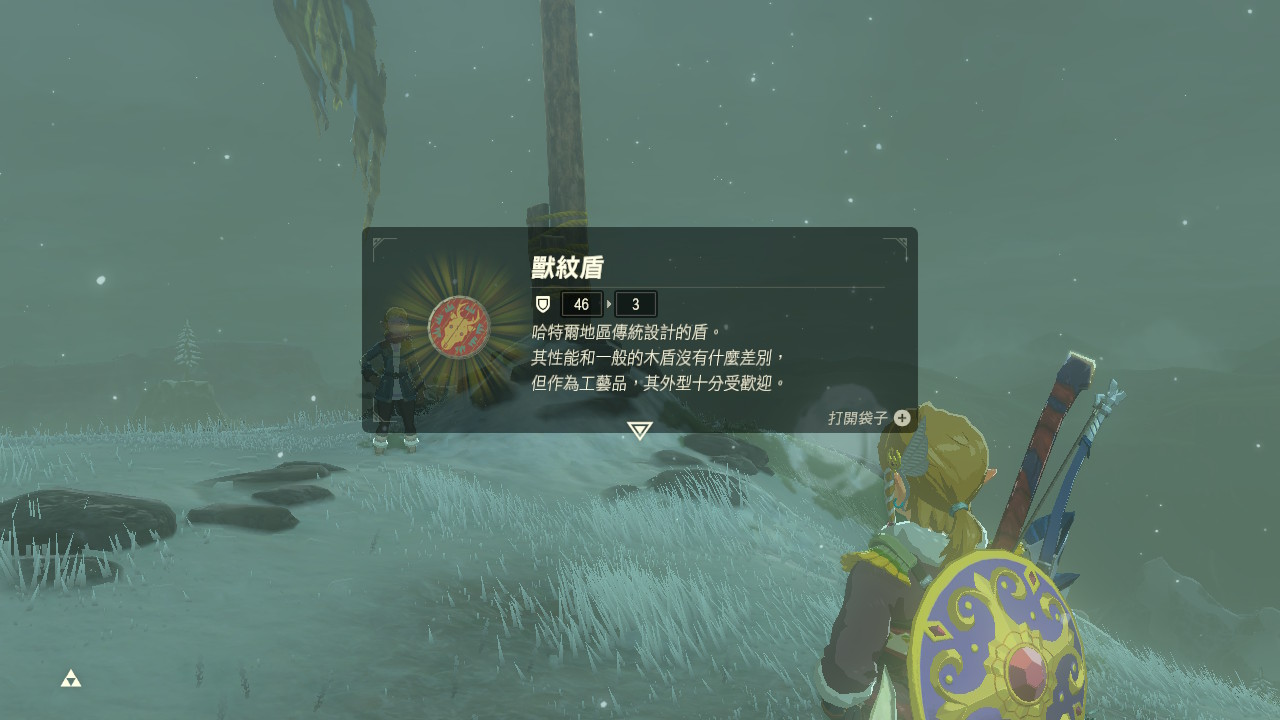 獸紋盾
46 3
哈特爾地區傳統設計的盾。
其性能和一般的木盾沒有什麼差別，
但作為工藝品，其外型十分受歡迎。
打開袋子